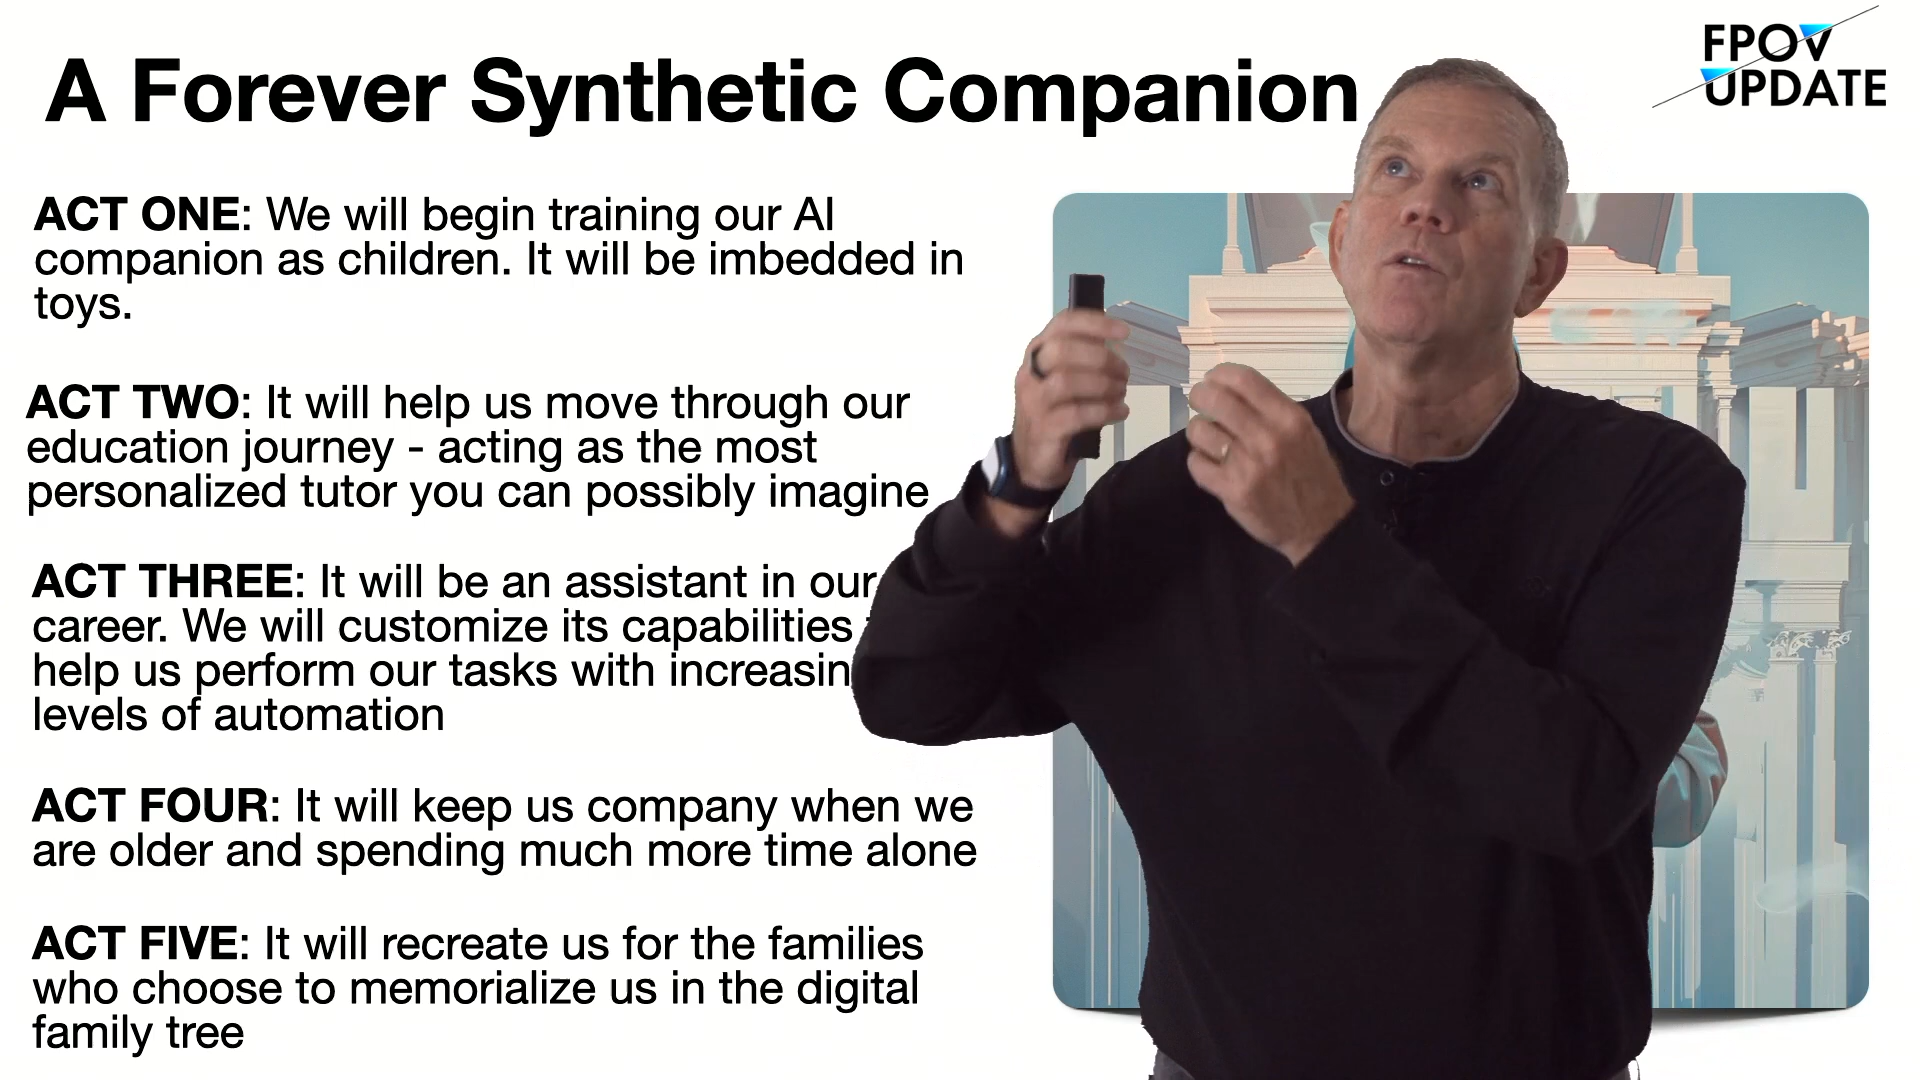 A Forever Synthetic Companion
FPOV
UPDATE
ACT ONE: We will begin training our AI
companion as children. It will be imbedded in
toys.
ACT TWO: It will help us move through our
education journey - acting as the most
personalized tutor you can possibly imagine
ACT THREE: It will be an assistant in our
career. We will customize its capabilities
help us perform our tasks with
levels of automation
ACT FOUR: It will keep us company when we
are older and spending much more time alone
ACT FIVE: It will recreate us for the families
who choose to memorialize us in the digital
family tree